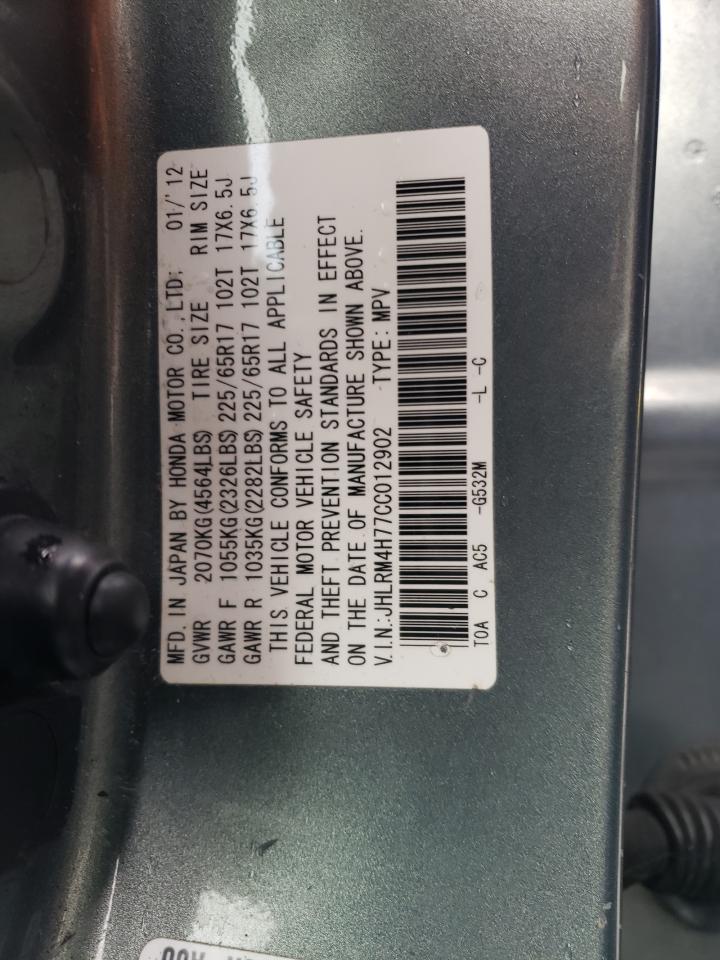 MFD. IN JAPAN BY HONDA MOTOR CO., LTD: 01/'12
GVWR 2070KG(4564LBS) TIRE SIZE RIM SIZE
GAWR F 1055KG(2326LBS) 225/65R17 102T 17X6.5J
GAWR R 1035KG(2282LBS) 225/65R17 102T 17X6.5J
THIS VEHICLE CONFORMS TO ALL APPLICABLE
FEDERAL MOTOR VEHICLE SAFETY
AND THEFT PREVENTION STANDARDS IN EFFECT
ON THE DATE OF MANUFACTURE SHOWN ABOVE.
V.I.N.:JHLRM4H77CC012902 TYPE: MPV
TOA C AC5 -G532M -L -C